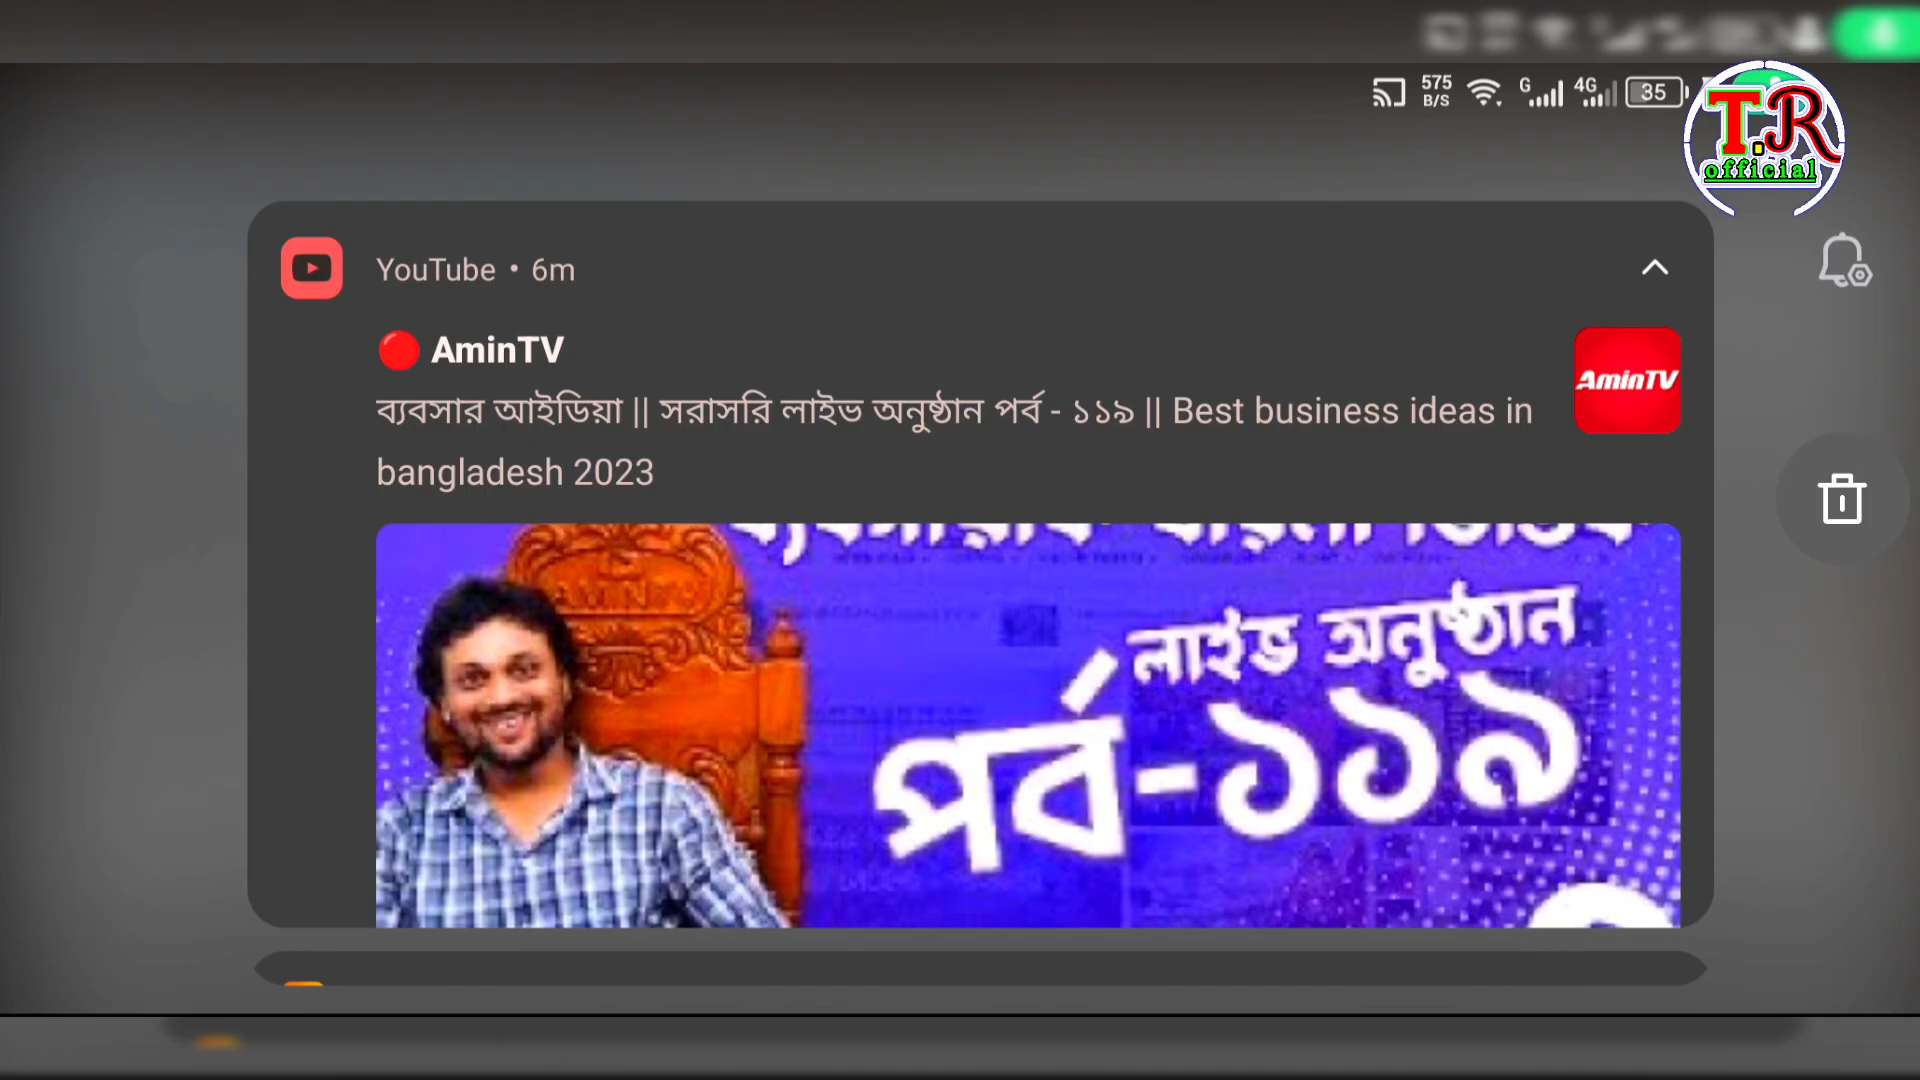 575
B/S
G
4G
35
T.R
official
YouTube • 6m
AminTV
ব্যবসার আইডিয়া || সরাসরি লাইভ অনুষ্ঠান পর্ব - ১১৯ || Best business ideas in
bangladesh 2023
AminTV
লাইভ অনুষ্ঠান
পর্ব-১১৯